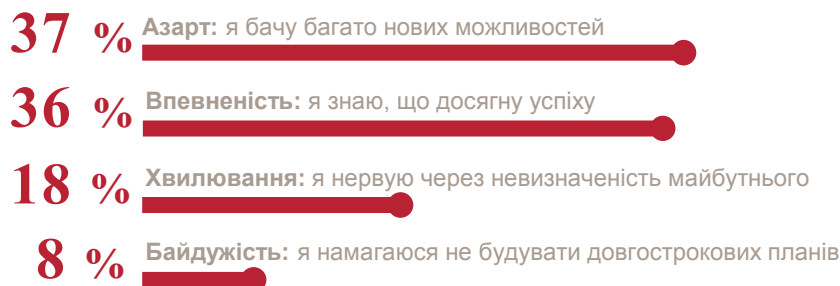 37 % Азарт: я бачу багато нових можливостей
36 % Впевненість: я знаю, що досягну успіху
18 % Хвилювання: я нервую через невизначеність майбутнього
8 % Байдужість: я намагаюся не будувати довгострокових планів